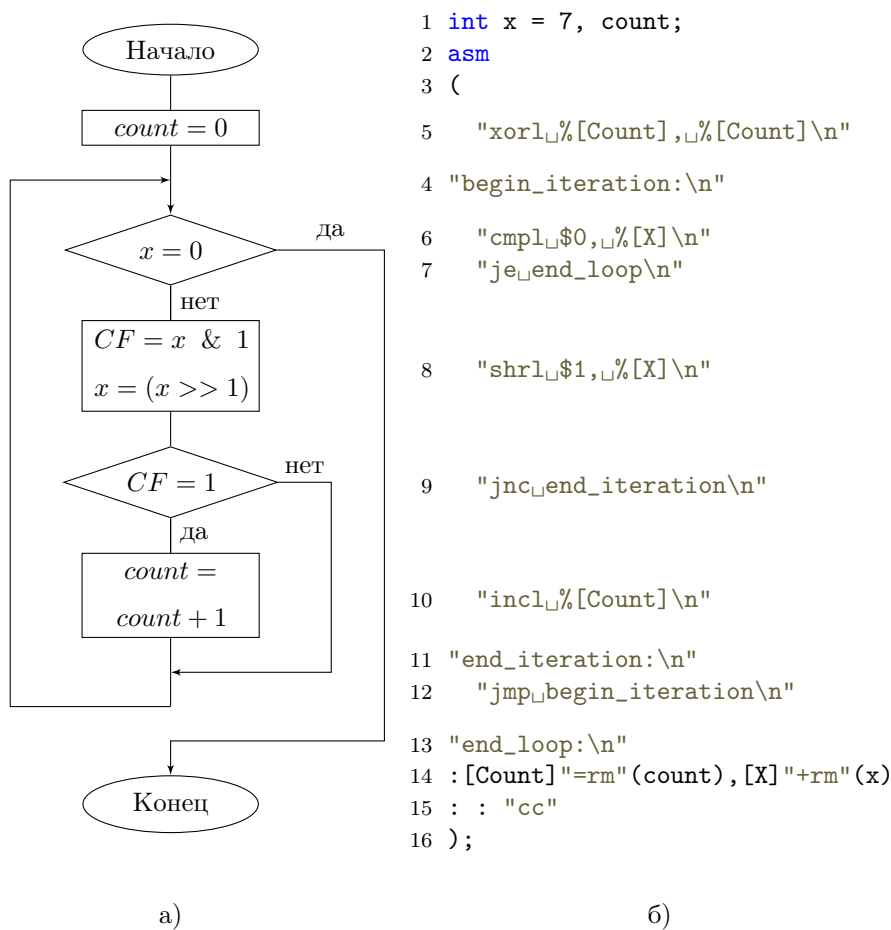 Начало
count = 0
x = 0
да
нет
CF = x & 1
x = (x >> 1)
CF = 1
нет
да
count =
count + 1
Конец
а)
1 int x = 7, count;
2 asm
3 (
5 "xorl␣%[Count],␣%[Count]\n"
4 "begin_iteration:\n"
6 "cmpl␣$0,␣%[X]\n"
7 "je␣end_loop\n"
8 "shrl␣$1,␣%[X]\n"
9 "jnc␣end_iteration\n"
10 "incl␣%[Count]\n"
11 "end_iteration:\n"
12 "jmp␣begin_iteration\n"
13 "end_loop:\n"
14 :[Count]"=rm"(count),[X]"+rm"(x)
15 : : "cc"
16 );
б)